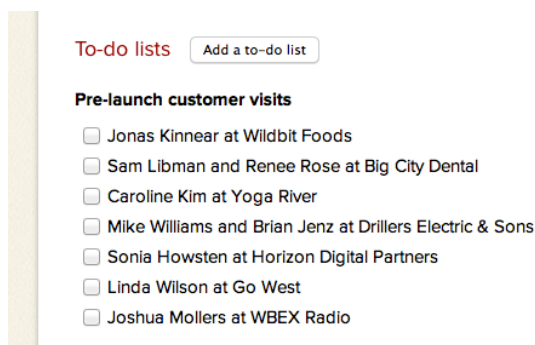 To-do lists Add a to-do list
Pre-launch customer visits
Jonas Kinnear at Wildbit Foods
Sam Libman and Renee Rose at Big City Dental
Caroline Kim at Yoga River
Mike Williams and Brian Jenz at Drillers Electric & Sons
Sonia Howsten at Horizon Digital Partners
Linda Wilson at Go West
Joshua Mollers at WBEX Radio